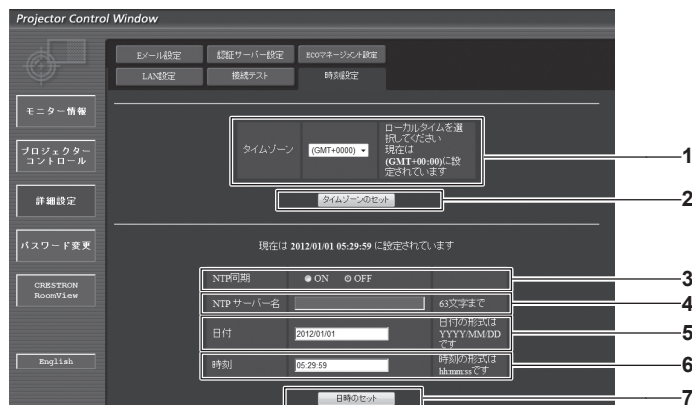 Projector Control Window
Eメール設定 認証サーバー設定 ECOマネージメント設定
LAN設定 接続テスト 時刻設定
モニター情報
プロジェクター
コントロール
詳細設定
パスワード変更
CRESTRON
RoomView
English
タイムゾーン (GMT+0000)
ローカルタイムを選
択してください
現在は
(GMT+00:00)に設
定されています
1
タイムゾーンのセット 2
現在は 2012/01/01 05:29:59 に設定されています
NTP同期 ON OFF 3
NTP サーバー名 63文字まで 4
日付 2012/01/01
日付の形式は
YYYY/MM/DD
です
5
時刻 05:29:59
時刻の形式は
hh:mm:ssです
6
日時のセット 7